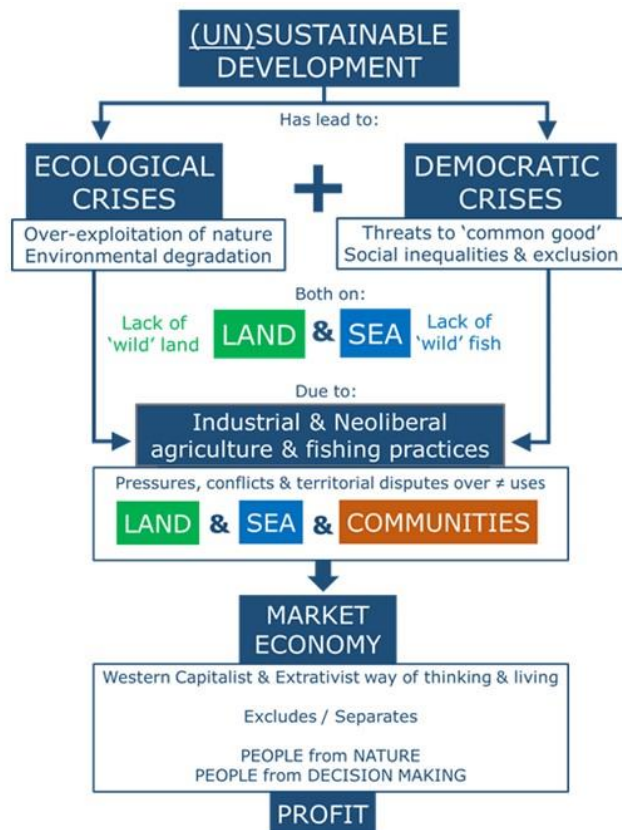 (UN)SUSTAINABLE
DEVELOPMENT
Has lead to:
ECOLOGICAL
CRISES
+
DEMOCRATIC
CRISES
Over-exploitation of nature
Environmental degradation
Threats to ‘common good’
Social inequalities & exclusion
Both on:
Lack of
‘wild’ land
LAND & SEA
Lack of
‘wild’ fish
Due to:
Industrial & Neoliberal
agriculture & fishing practices
Pressures, conflicts & territorial disputes over ≠ uses
LAND & SEA & COMMUNITIES
MARKET
ECONOMY
Western Capitalist & Extrativist way of thinking & living
Excludes / Separates
PEOPLE from NATURE
PEOPLE from DECISION MAKING
PROFIT